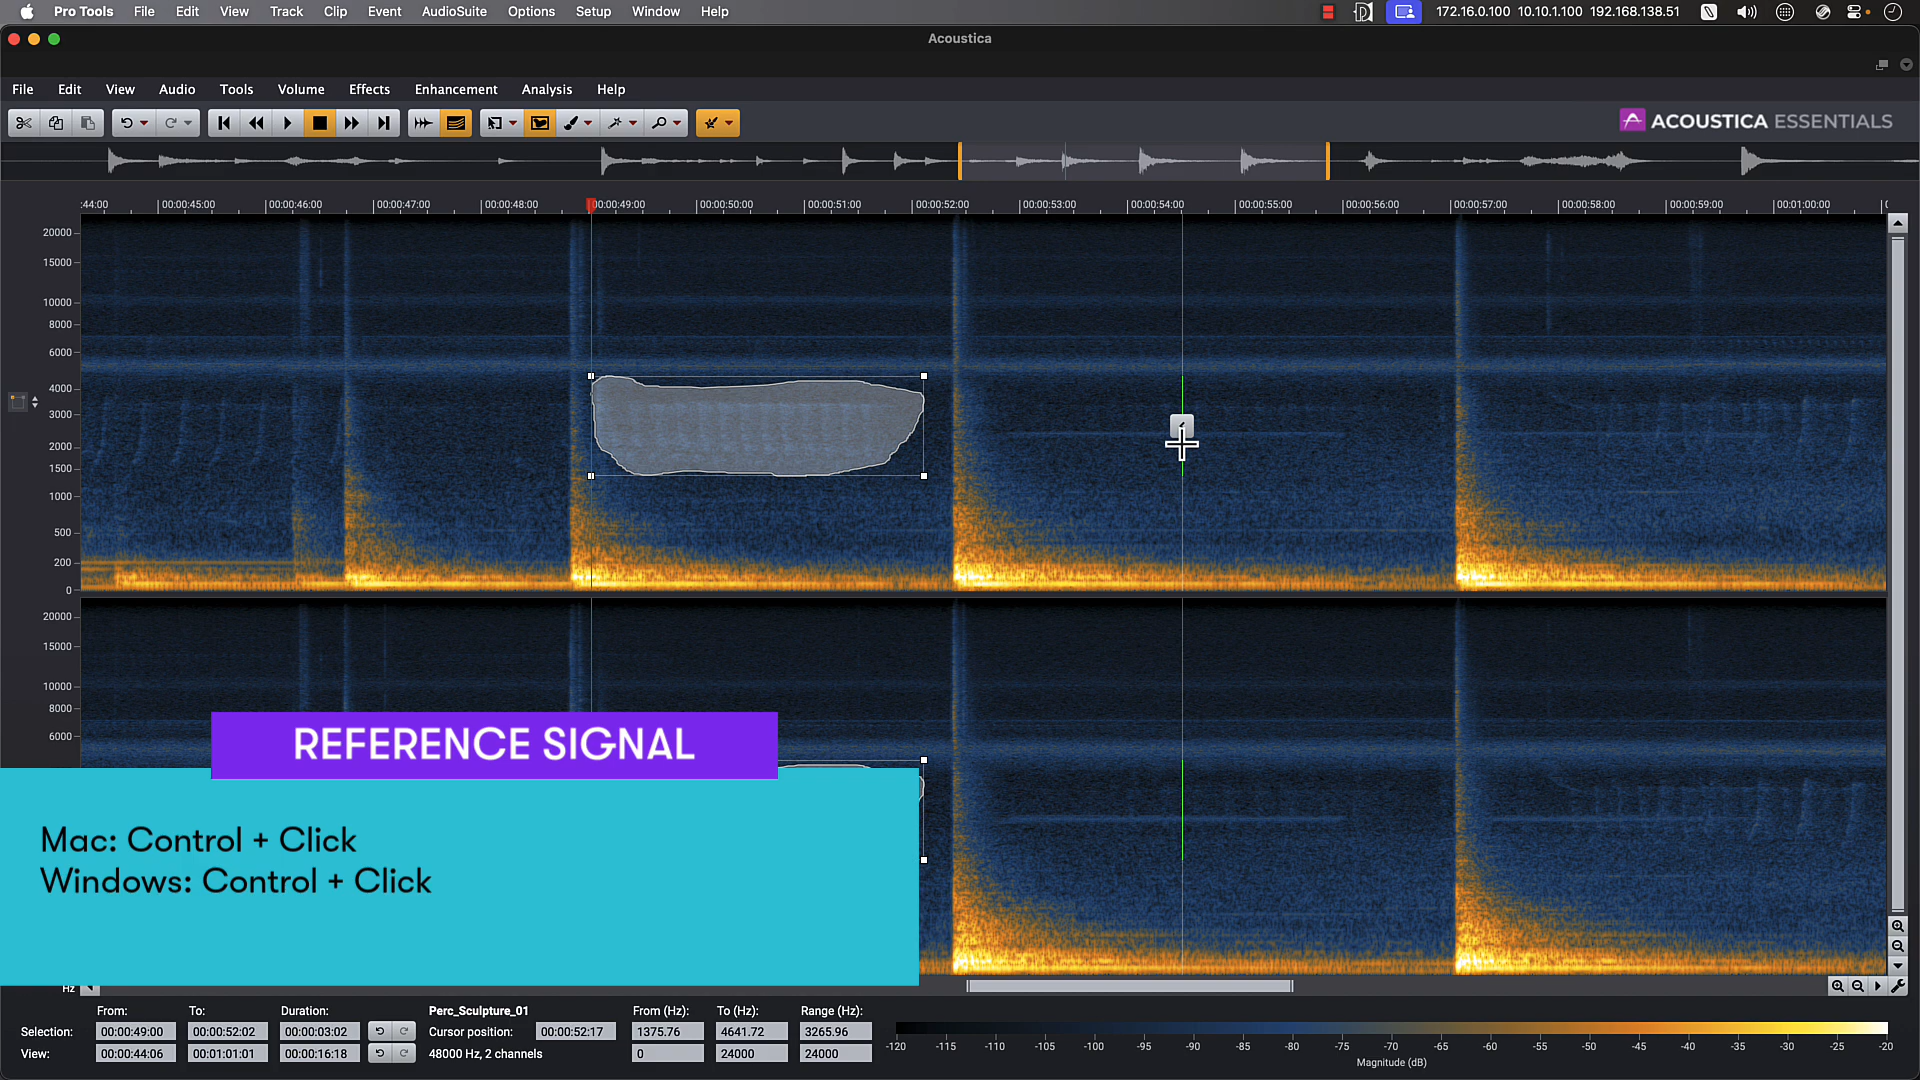 Pro Tools File Edit View Track Clip Event AudioSuite Options Setup Window Help 172.16.0.100 10.10.1.100 192.168.138.51
Acoustica
File Edit View Audio Tools Volume Effects Enhancement Analysis Help
ACOUSTICA ESSENTIALS
:44:00 00:00:45:00 00:00:46:00 00:00:47:00 00:00:48:00 00:00:49:00 00:00:50:00 00:00:51:00 00:00:52:00 00:00:53:00 00:00:54:00 00:00:55:00 00:00:56:00 00:00:57:00 00:00:58:00 00:00:59:00 00:01:00:00
20000
15000
10000
8000
6000
4000
3000
2000
1500
1000
500
200
0
20000
15000
10000
8000
6000
REFERENCE SIGNAL
Mac: Control + Click
Windows: Control + Click
Hz
From: To: Duration: Perc_Sculpture_01 From (Hz): To (Hz): Range (Hz):
Selection: 00:00:49:00 00:00:52:02 00:00:03:02 Cursor position: 00:00:52:17 1375.76 4641.72 3265.96
View: 00:00:44:06 00:01:01:01 00:00:16:18 48000 Hz, 2 channels 0 24000 24000
-120 -115 -110 -105 -100 -95 -90 -85 -80 -75 -70 -65 -60 -55 -50 -45 -40 -35 -30 -25 -20
Magnitude (dB)